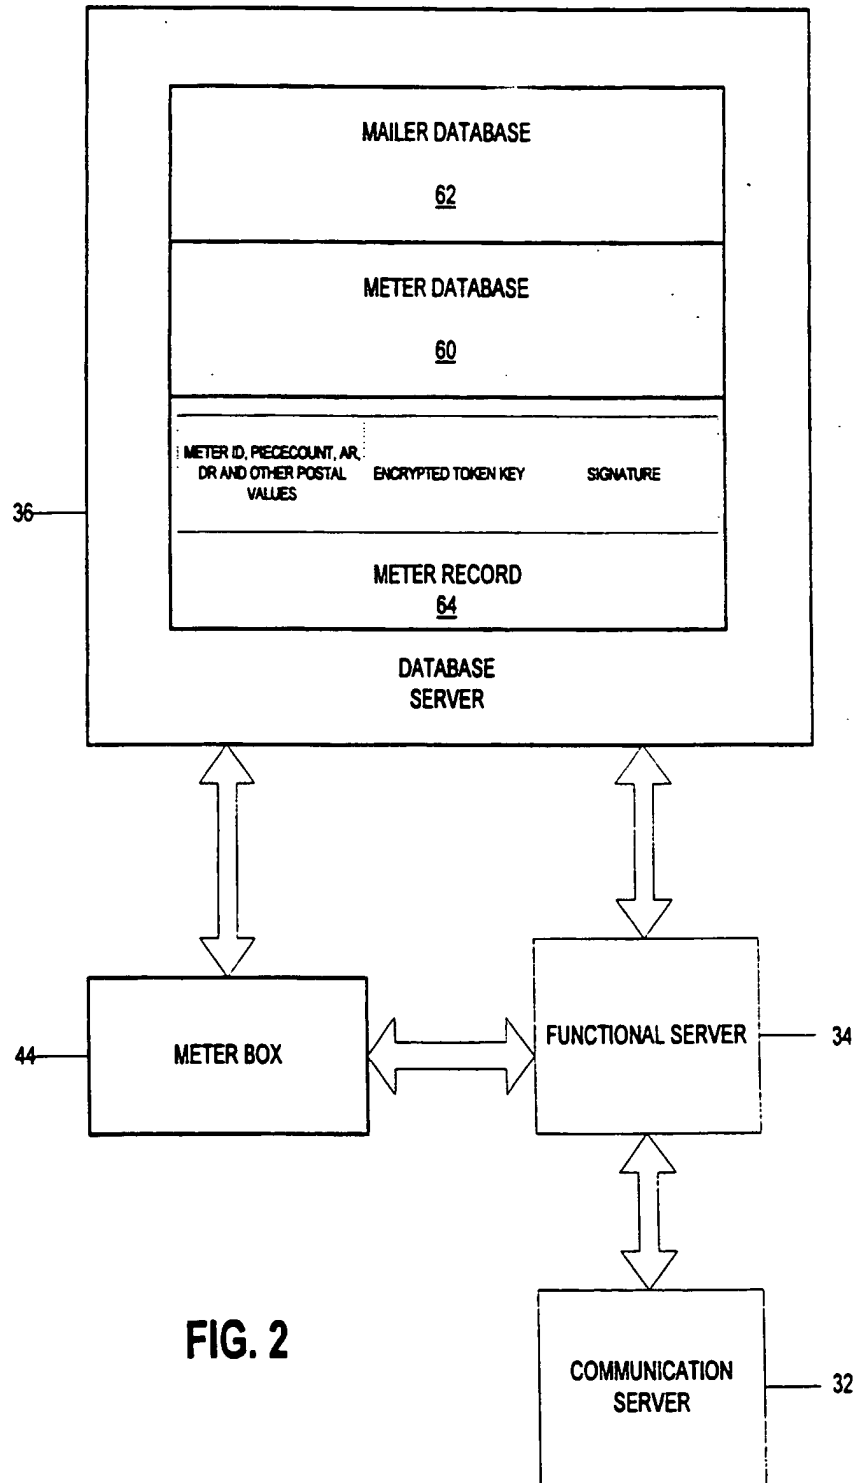 MAILER DATABASE
62
METER DATABASE
60
METER ID, PIECECOUNT, AR,
DR AND OTHER POSTAL
VALUES
ENCRYPTED TOKEN KEY
SIGNATURE
36
METER RECORD
64
DATABASE
SERVER
44
METER BOX
FUNCTIONAL SERVER
34
FIG. 2
COMMUNICATION
SERVER
32